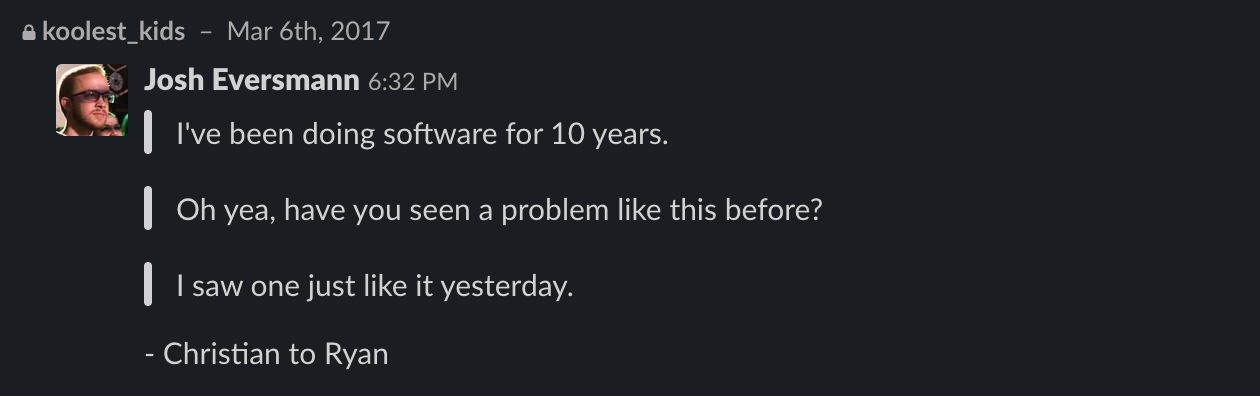 koolest_kids – Mar 6th, 2017
Josh Eversmann 6:32 PM
I've been doing software for 10 years.
Oh yea, have you seen a problem like this before?
I saw one just like it yesterday.
- Christian to Ryan